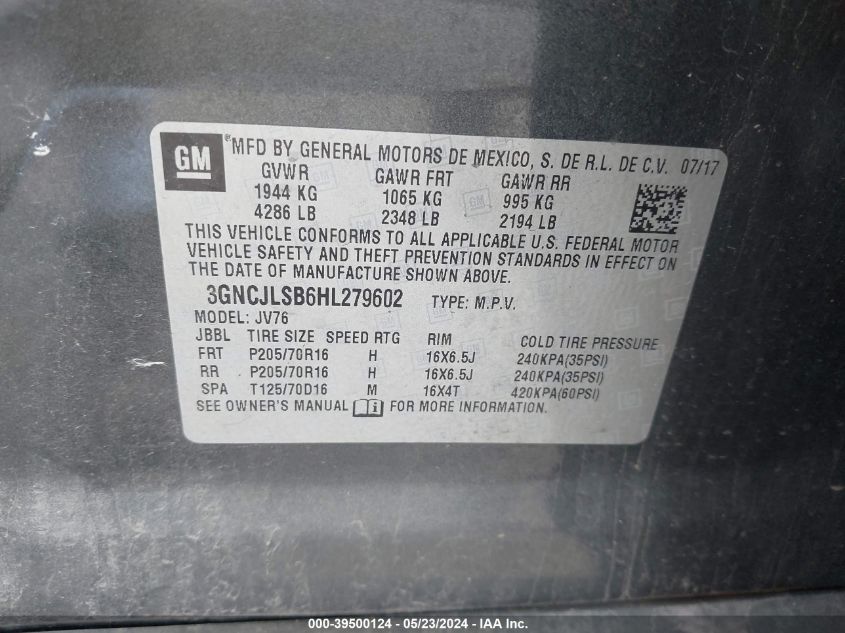 GM ®MFD BY GENERAL MOTORS DE MEXICO, S. DE R.L. DE C.V. 07/17
GVWR GAWR FRT GAWR RR
1944 KG 1065 KG 995 KG
4286 LB 2348 LB 2194 LB
THIS VEHICLE CONFORMS TO ALL APPLICABLE U.S. FEDERAL MOTOR
VEHICLE SAFETY AND THEFT PREVENTION STANDARDS IN EFFECT ON
THE DATE OF MANUFACTURE SHOWN ABOVE.
3GNCJLSB6HL279602 TYPE: M.P.V.
MODEL: JV76
JBBL TIRE SIZE SPEED RTG RIM COLD TIRE PRESSURE
FRT P205/70R16 H 16X6.5J 240KPA(35PSI)
RR P205/70R16 H 16X6.5J 240KPA(35PSI)
SPA T125/70D16 M 16X4T 420KPA(60PSI)
SEE OWNER'S MANUAL FOR MORE INFORMATION.
000-39500124 - 05/23/2024 - IAA Inc.